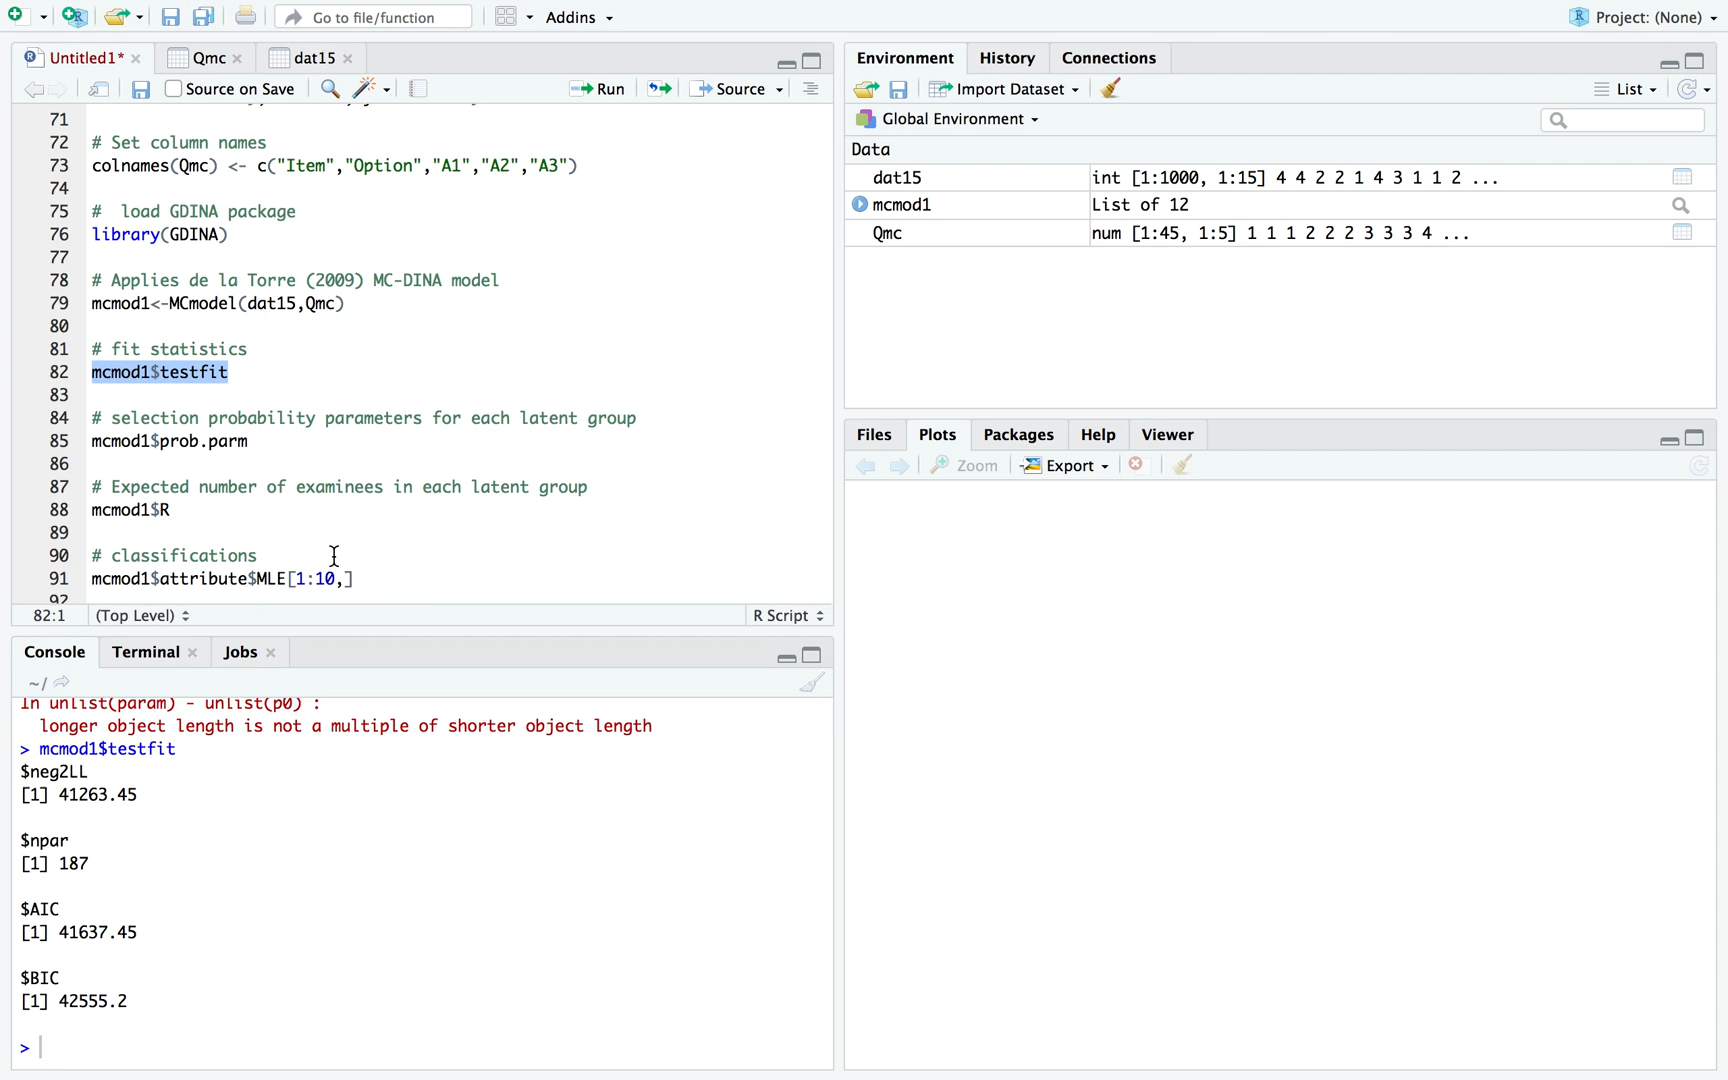 Go to file/function
Addins
Project: (None)
Untitled1*
Qmc
dat15
Source on Save
Run
Source
71
72 # Set column names
73 colnames(Qmc) <- c("Item","Option","A1","A2","A3")
74
75 #  load GDINA package
76 library(GDINA)
77
78 # Applies de la Torre (2009) MC-DINA model
79 mcmod1<-MCmodel(dat15,Qmc)
80
81 # fit statistics
82 mcmod1$testfit
83
84 # selection probability parameters for each latent group
85 mcmod1$prob.parm
86
87 # Expected number of examinees in each latent group
88 mcmod1$R
89
90 # classifications
91 mcmod1$attribute$MLE[1:10,]
92
82:1 (Top Level) R Script
Console Terminal Jobs
~/
In unlist(param) - unlist(p0) :
longer object length is not a multiple of shorter object length
> mcmod1$testfit
$neg2LL
[1] 41263.45
$npar
[1] 187
$AIC
[1] 41637.45
$BIC
[1] 42555.2
>
Environment History Connections
Import Dataset List
Global Environment
Data
dat15 int [1:1000, 1:15] 4 4 2 2 1 4 3 1 1 2 ...
mcmod1 List of 12
Qmc num [1:45, 1:5] 1 1 1 2 2 2 3 3 3 4 ...
Files Plots Packages Help Viewer
Zoom Export